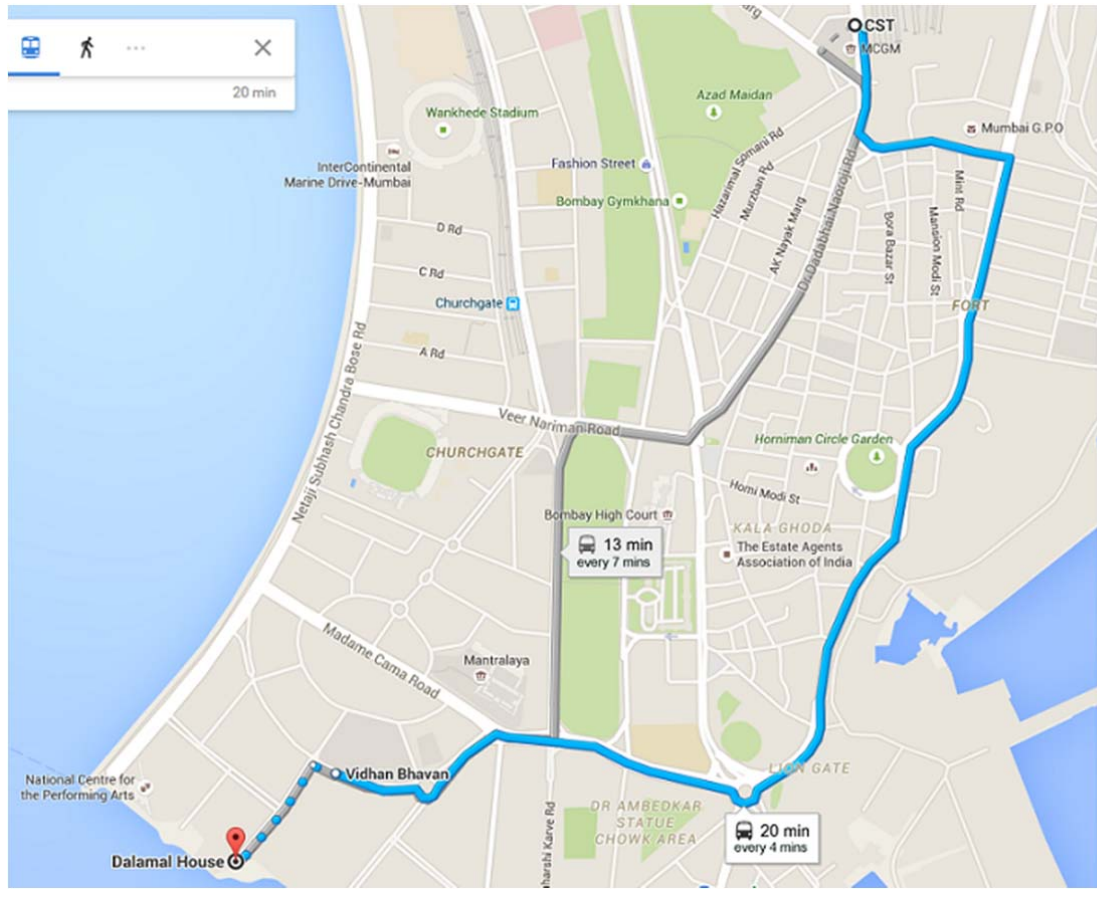 20 min
arg
CST
MCGM
Azad Maidan
Wankhede Stadium
Mumbai G.P.O
InterContinental
Marine Drive-Mumbai
Fashion Street
Hazarimal Somani Rd
Murzban Rd
Bombay Gymkhana
AK Nayak Marg
Dr Dadabhai Naoroji Rd
Mint Rd
Mansion Modi St
Bora Bazar St
D Rd
C Rd
Churchgate
FORT
A Rd
Netaji Subhash Chandra Bose Rd
Veer Nariman Road
CHURCHGATE
Horniman Circle Garden
Homi Modi St
Bombay High Court
KALA GHODA
13 min
every 7 mins
The Estate Agents
Association of India
Madame Cama Road
Mantralaya
Vidhan Bhavan
LION GATE
National Centre for
the Performing Arts
DR AMBEDKAR
STATUE
CHOWK AREA
20 min
every 4 mins
aharshi Karve Rd
Dalamal House